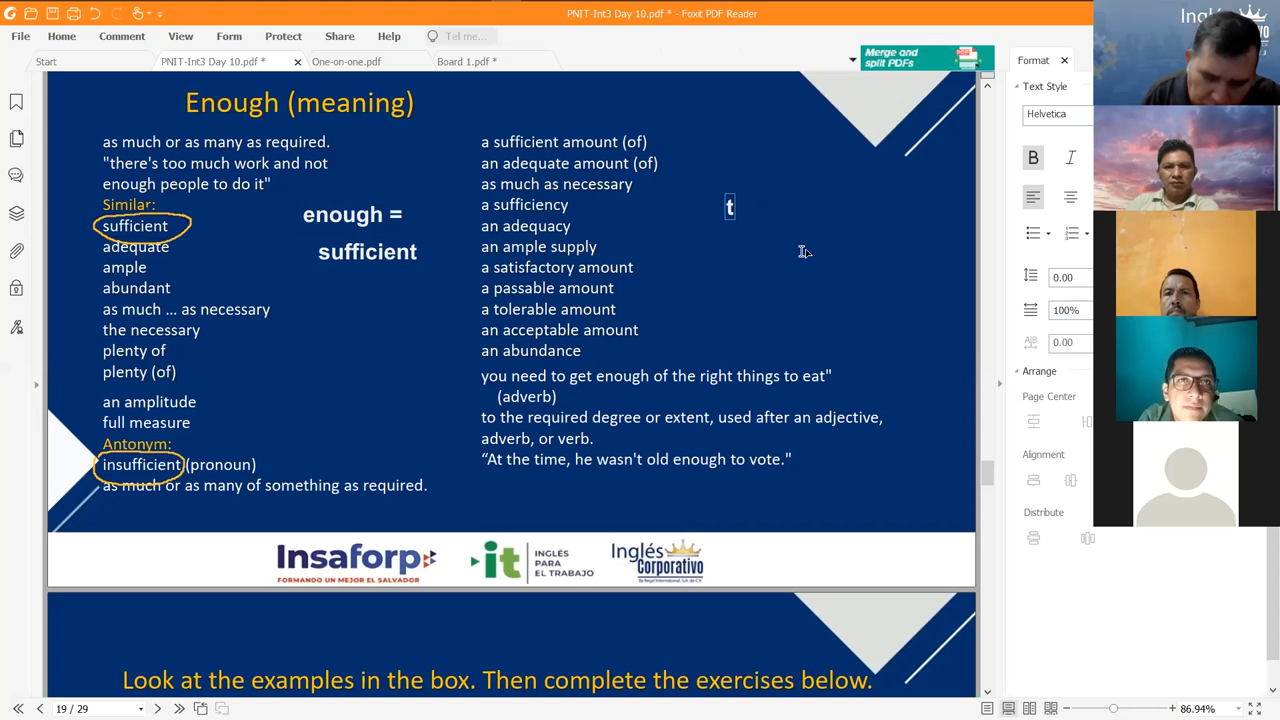 PNIT-Int3 Day 10.pdf * - Foxit PDF Reader
File Home Comment View Form Protect Share Help Tell me...
Start PNIT-Int3 Day 10.pdf * One-on-one.pdf Board 1.pdf *
Merge and
split PDFs
Enough (meaning)
as much or as many as required.
"there's too much work and not
enough people to do it"
Similar:
sufficient
adequate
ample
abundant
as much ... as necessary
the necessary
plenty of
plenty (of)
an amplitude
full measure
Antonym:
insufficient (pronoun)
as much or as many of something as required.
enough =
sufficient
a sufficient amount (of)
an adequate amount (of)
as much as necessary
a sufficiency
an adequacy
an ample supply
a satisfactory amount
a passable amount
a tolerable amount
an acceptable amount
an abundance
you need to get enough of the right things to eat"
(adverb)
to the required degree or extent, used after an adjective,
adverb, or verb.
“At the time, he wasn't old enough to vote."
t
Insaforp
FORMANDO UN MEJOR EL SALVADOR
it
INGLÉS
PARA
EL TRABAJO
Inglés
Corporativo
By Regal International, S.A. de C.V.
Look at the examples in the box. Then complete the exercises below.
Format
Text Style
Helvetica
B I
0.00
100%
0.00
Arrange
Page Center
Alignment
Distribute
19 / 29
86.94%
Inglés